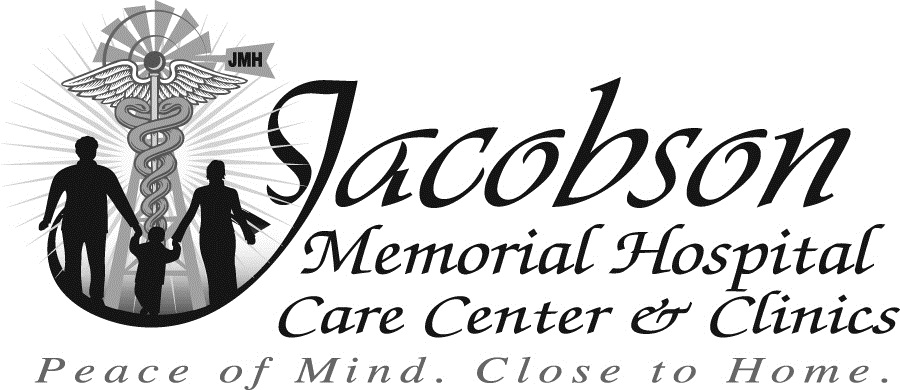 JMH
Jacobson
Memorial Hospital
Care Center & Clinics
Peace of Mind. Close to Home.